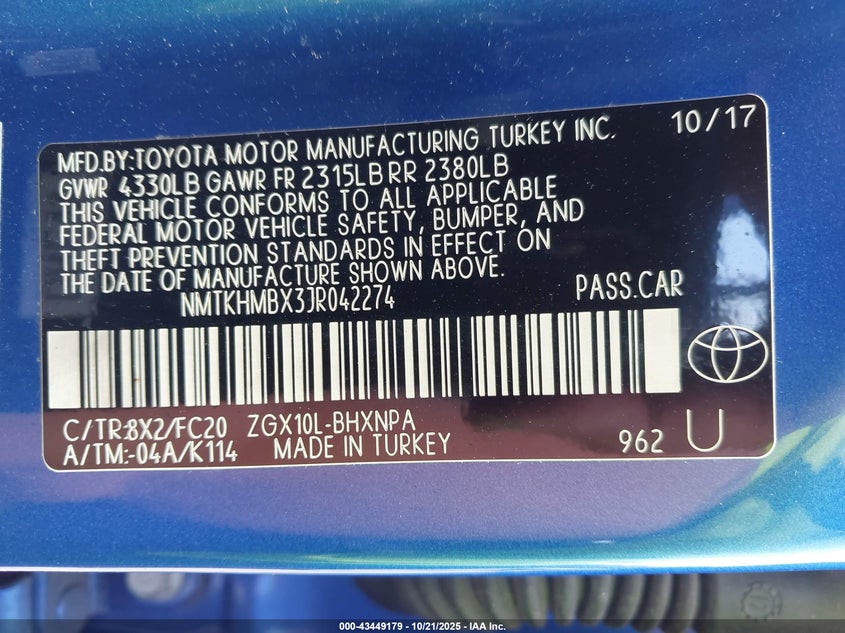 MFD.BY:TOYOTA MOTOR MANUFACTURING TURKEY INC. 10/17
GVWR 4330LB GAWR FR 2315LB RR 2380LB
THIS VEHICLE CONFORMS TO ALL APPLICABLE
FEDERAL MOTOR VEHICLE SAFETY, BUMPER, AND
THEFT PREVENTION STANDARDS IN EFFECT ON
THE DATE OF MANUFACTURE SHOWN ABOVE.
NMTKHMBX3JR042274 PASS.CAR
C/TR:8X2/FC20 ZGX10L-BHXNPA
A/TM:-04A/K114 MADE IN TURKEY 962 U
000-43449179 - 10/21/2025 - IAA Inc.